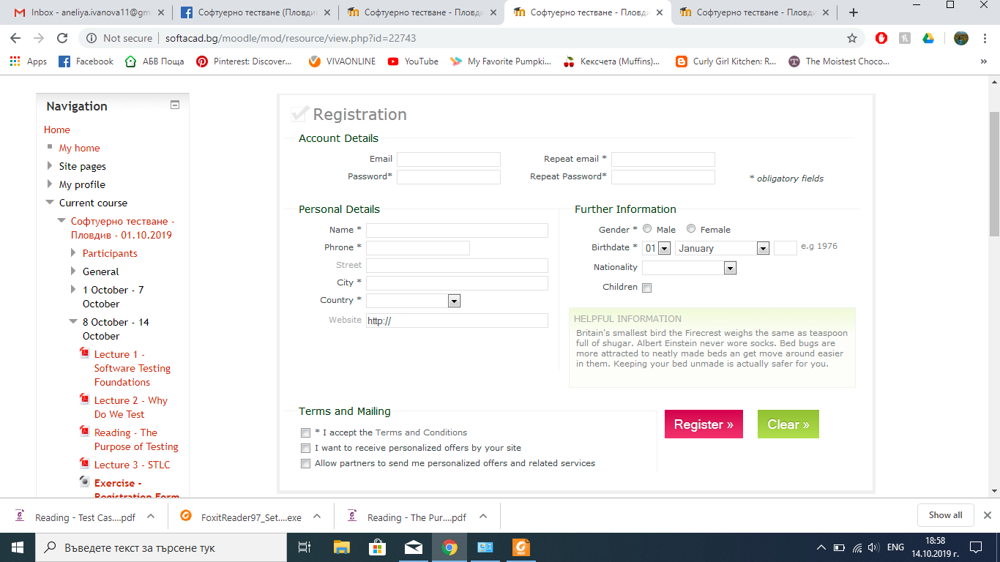 Inbox - aneliya.ivanova11@gm
Софтуерно тестване (Пловдив
Софтуерно тестване - Пловди
Софтуерно тестване - Пловди
Софтуерно тестване - Пловди
Not secure | softacad.bg/moodle/mod/resource/view.php?id=22743
Apps
Facebook
АБВ Поща
Pinterest: Discover...
VIVAONLINE
YouTube
My Favorite Pumpki...
Кексчета (Muffins)...
Curly Girl Kitchen: R...
The Moistest Choco...
»
Navigation
Home
My home
Site pages
My profile
Current course
Софтуерно тестване -
Пловдив - 01.10.2019
Participants
General
1 October - 7
October
8 October - 14
October
Lecture 1 -
Software Testing
Foundations
Lecture 2 - Why
Do We Test
Reading - The
Purpose of Testing
Lecture 3 - STLC
Exercise -
Registration Form
Registration
Account Details
Email
Repeat email *
Password*
Repeat Password*
* obligatory fields
Personal Details
Name *
Phrone *
Street
City *
Country *
Website http://
Further Information
Gender * Male Female
Birthdate * 01 January e.g 1976
Nationality
Children
HELPFUL INFORMATION
Britain's smallest bird the Firecrest weighs the same as teaspoon
full of shugar. Albert Einstein never wore socks. Bed bugs are
more attracted to neatly made beds an get move around easier
in them. Keeping your bed unmade is actually safer for you.
Terms and Mailing
* I accept the Terms and Conditions
I want to receive personalized offers by your site
Allow partners to send me personalized offers and related services
Register »
Clear »
Reading - Test Cas....pdf
FoxitReader97_Set....exe
Reading - The Pur....pdf
Show all
Въведете текст за търсене тук
ENG
18:58
14.10.2019 г.